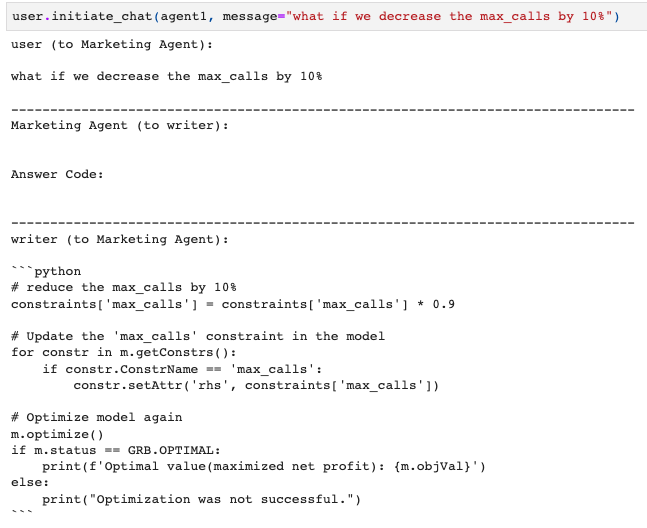 user.initiate_chat(agent1, message="what if we decrease the max_calls by 10%")
user (to Marketing Agent):
what if we decrease the max_calls by 10%
--------------------------------------------------------------------------------
Marketing Agent (to writer):
Answer Code:
--------------------------------------------------------------------------------
writer (to Marketing Agent):
```python
# reduce the max_calls by 10%
constraints['max_calls'] = constraints['max_calls'] * 0.9
# Update the 'max_calls' constraint in the model
for constr in m.getConstrs():
    if constr.ConstrName == 'max_calls':
        constr.setAttr('rhs', constraints['max_calls'])
# Optimize model again
m.optimize()
if m.status == GRB.OPTIMAL:
    print(f'Optimal value(maximized net profit): {m.objVal}')
else:
    print("Optimization was not successful.")
```